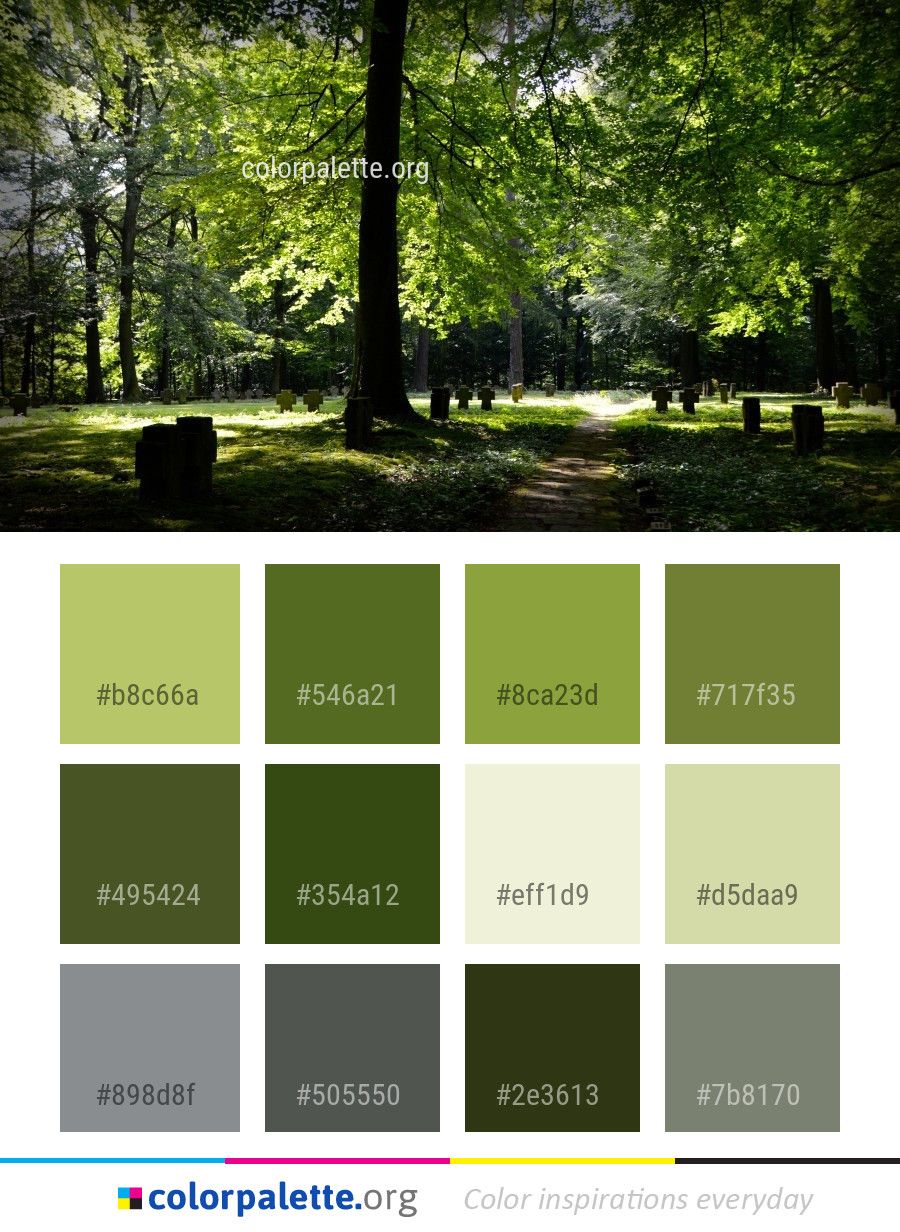 colorpalette.org
#b8c66a #546a21 #8ca23d #717f35
#495424 #354a12 #eff1d9 #d5daa9
#898d8f #505550 #2e3613 #7b8170
colorpalette.org Color inspirations everyday